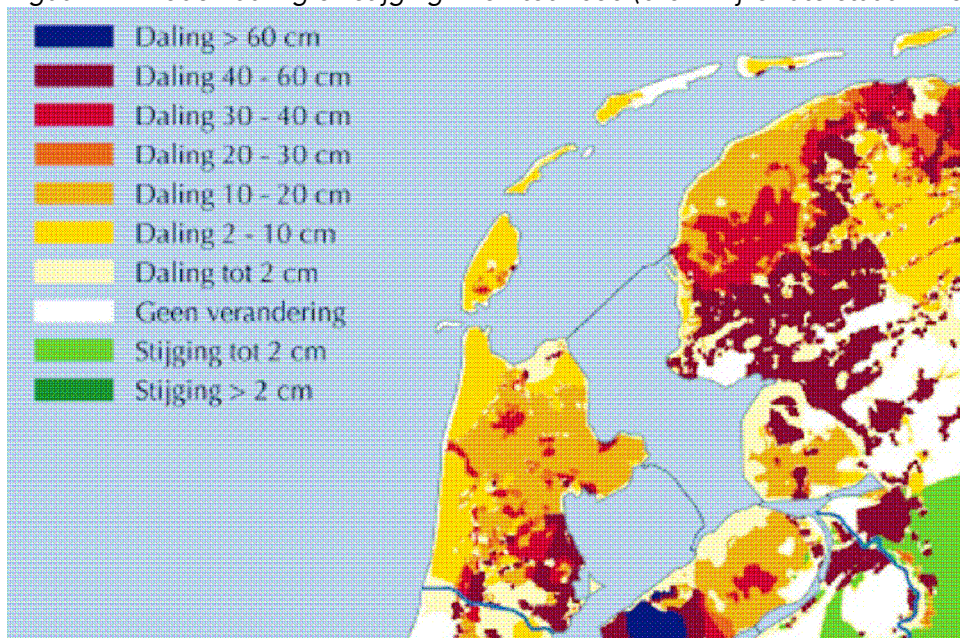 Daling > 60 cm
Daling 40 - 60 cm
Daling 30 - 40 cm
Daling 20 - 30 cm
Daling 10 - 20 cm
Daling 2 - 10 cm
Daling tot 2 cm
Geen verandering
Stijging tot 2 cm
Stijging > 2 cm